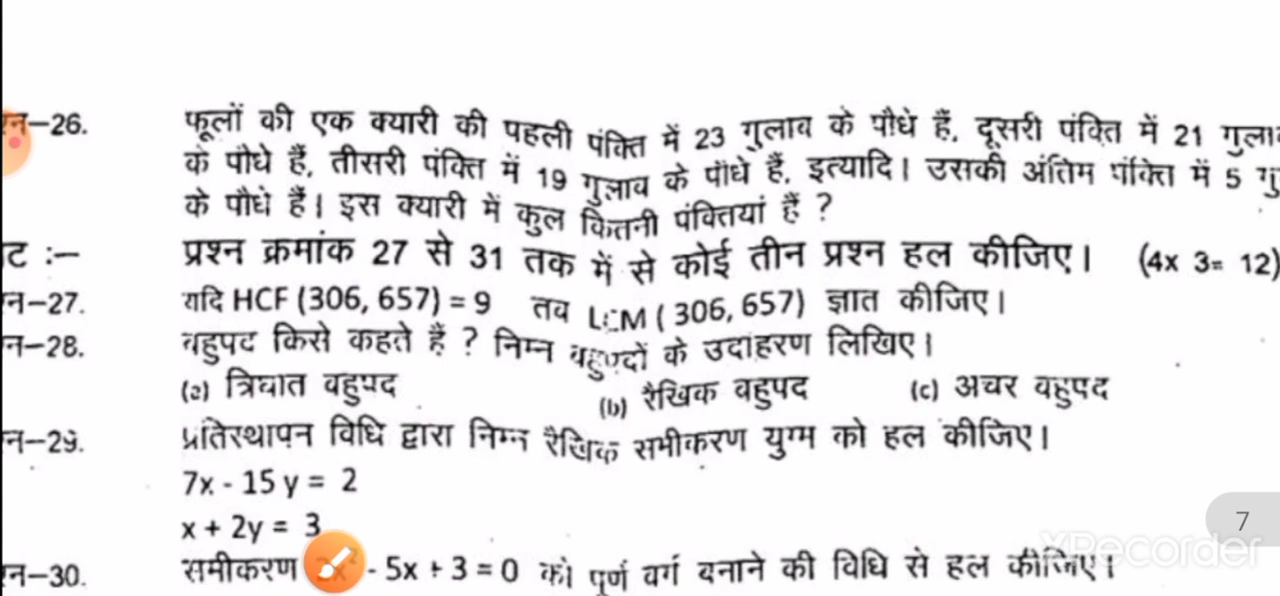 न–26. फूलों की एक क्यारी की पहली पंक्ति में 23 गुलाब के पौधे हैं, दूसरी पंक्ति में 21
के पौधे हैं, तीसरी पंक्ति में 19 गुलाब के पौधे हैं, इत्यादि। उसकी अंतिम पंक्ति में 5
के पौधे हैं। इस क्यारी में कुल कितनी पंक्तियां हैं ?
ट :– प्रश्न क्रमांक 27 से 31 तक में से कोई तीन प्रश्न हल कीजिए। (4x 3= 12)
न–27. यदि HCF (306, 657) = 9 तब LCM ( 306, 657) ज्ञात कीजिए।
न–28. बहुपद किसे कहते हैं ? निम्न बहुपदों के उदाहरण लिखिए।
(a) त्रिघात बहुपद (b) रैखिक बहुपद (c) अचर बहुपद
न–29. प्रतिस्थापन विधि द्वारा निम्न रैखिक समीकरण युग्म को हल कीजिए।
7x - 15 y = 2
x + 2y = 3
न–30. समीकरण - 5x + 3 = 0 को पूर्ण वर्ग बनाने की विधि से हल कीजिए।
7
XRecorder